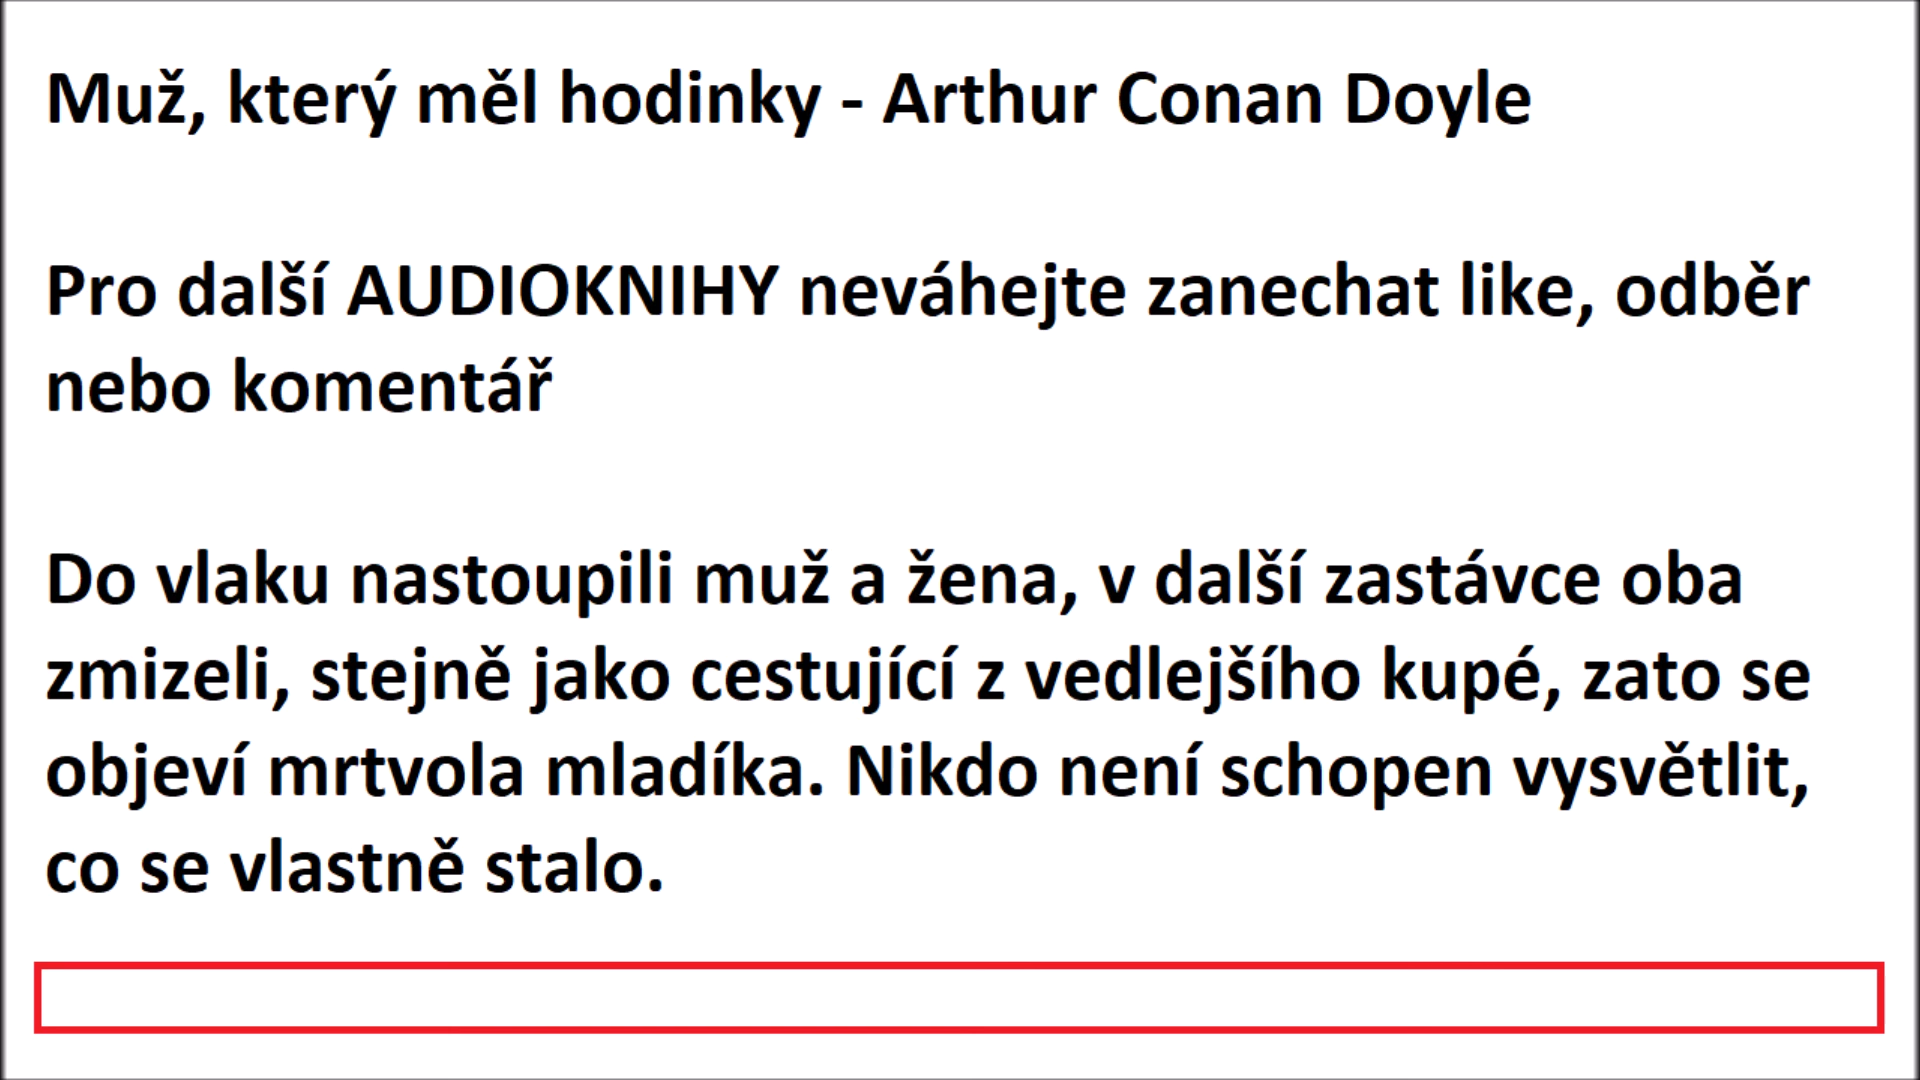 Muž, který měl hodinky - Arthur Conan Doyle
Pro další AUDIOKNIHY neváhejte zanechat like, odběr
nebo komentář
Do vlaku nastoupili muž a žena, v další zastávce oba
zmizeli, stejně jako cestující z vedlejšího kupé, zato se
objeví mrtvola mladíka. Nikdo není schopen vysvětlit,
co se vlastně stalo.